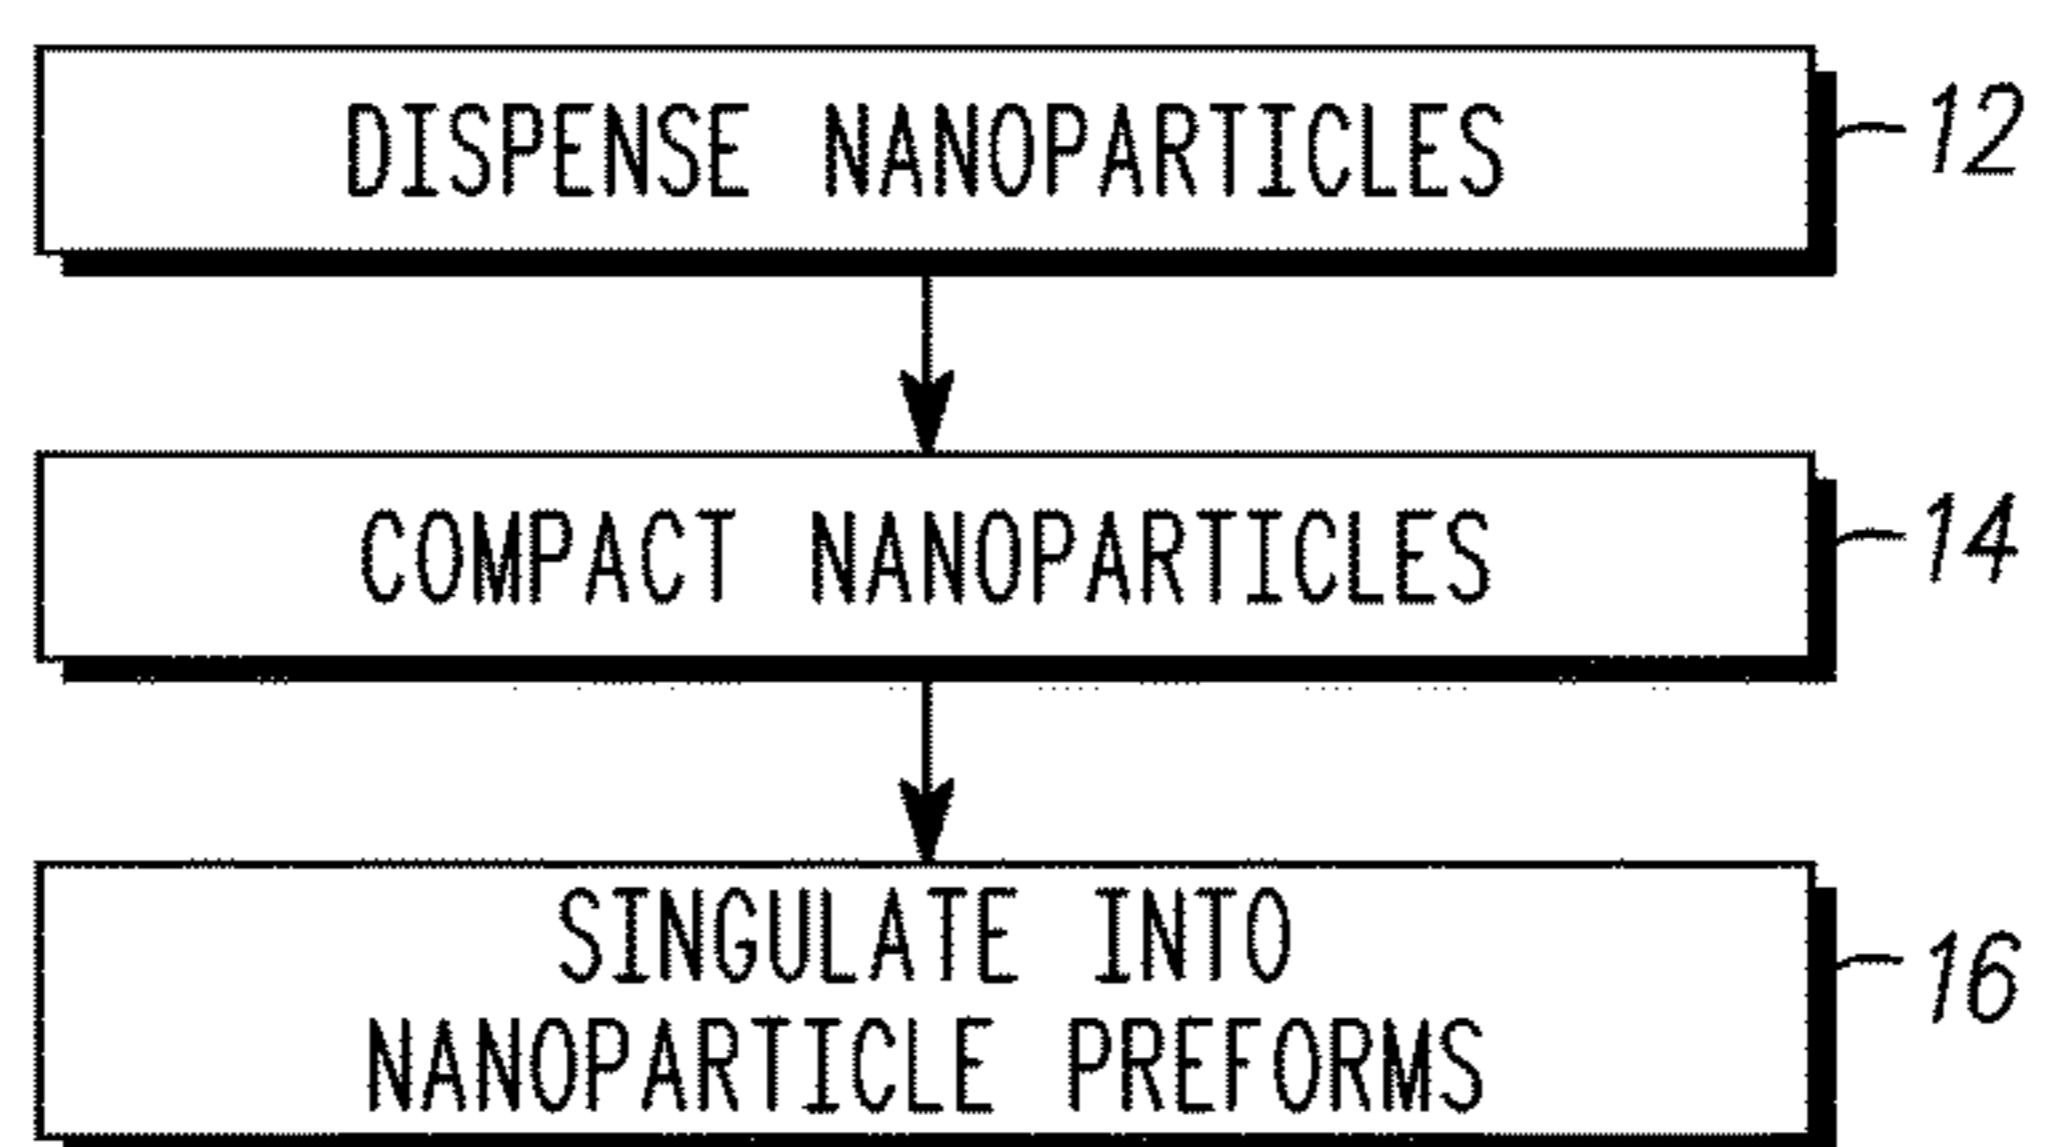 DISPENSE NANOPARTICLES
12
COMPACT NANOPARTICLES
14
SINGULATE INTO
NANOPARTICLE PREFORMS
16